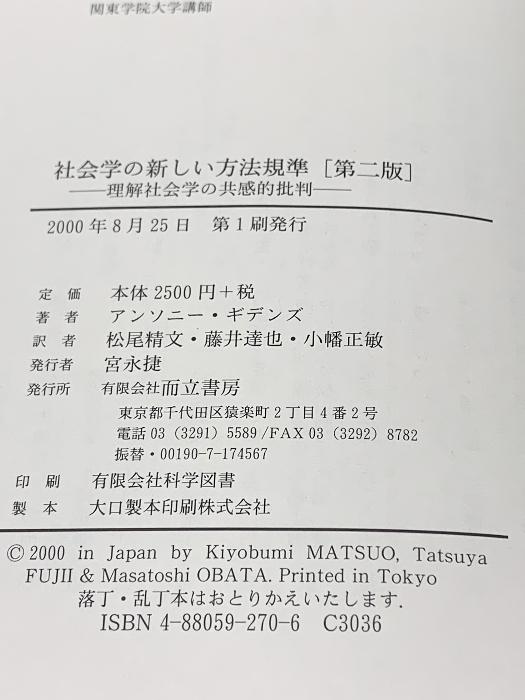 関東学院大学講師
社会学の新しい方法規準［第二版］
——理解社会学の共感的批判——
2000年8月25日　第1刷発行
定価　本体2500円＋税
著者　アンソニー・ギデンズ
訳者　松尾精文・藤井達也・小幡正敏
発行者　宮永捷
発行所　有限会社而立書房
東京都千代田区猿楽町2丁目4番2号
電話03（3291）5589/FAX03（3292）8782
振替・00190-7-174567
印刷　有限会社科学図書
製本　大口製本印刷株式会社
© 2000 in Japan by Kiyobumi MATSUO, Tatsuya
FUJII & Masatoshi OBATA. Printed in Tokyo
落丁・乱丁本はおとりかえいたします.
ISBN 4-88059-270-6　C3036